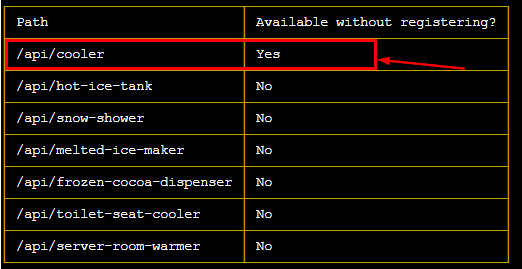 Path Available without registering?
/api/cooler Yes
/api/hot-ice-tank No
/api/snow-shower No
/api/melted-ice-maker No
/api/frozen-cocoa-dispenser No
/api/toilet-seat-cooler No
/api/server-room-warmer No